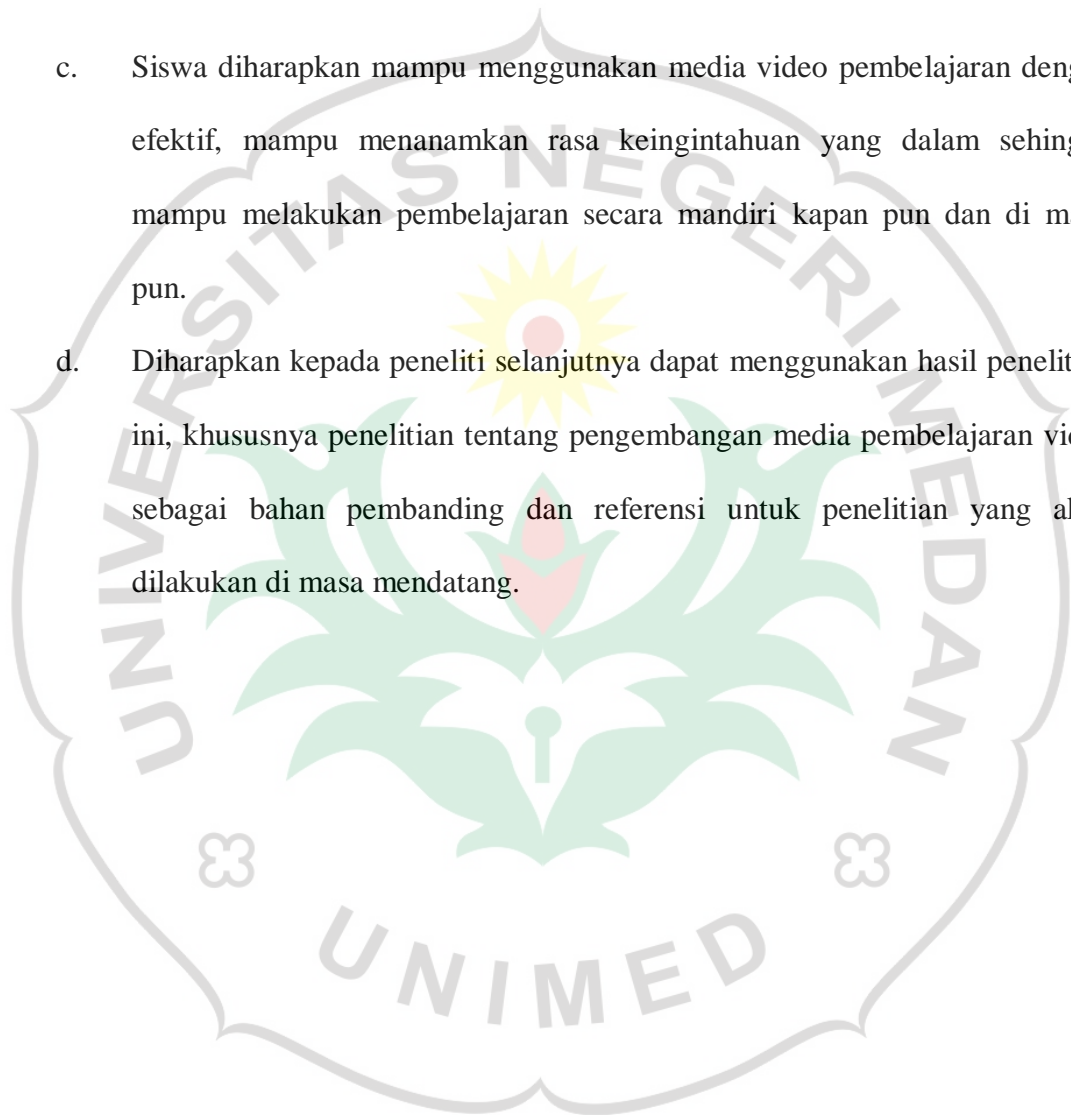 c. Siswa diharapkan mampu menggunakan media video pembelajaran deng
efektif, mampu menanamkan rasa keingintahuan yang dalam sehing
mampu melakukan pembelajaran secara mandiri kapan pun dan di m
pun.
d. Diharapkan kepada peneliti selanjutnya dapat menggunakan hasil penelit
ini, khususnya penelitian tentang pengembangan media pembelajaran vi
sebagai bahan pembanding dan referensi untuk penelitian yang a
dilakukan di masa mendatang.
UNIVERSITAS NEGERI MEDAN
UNIMED